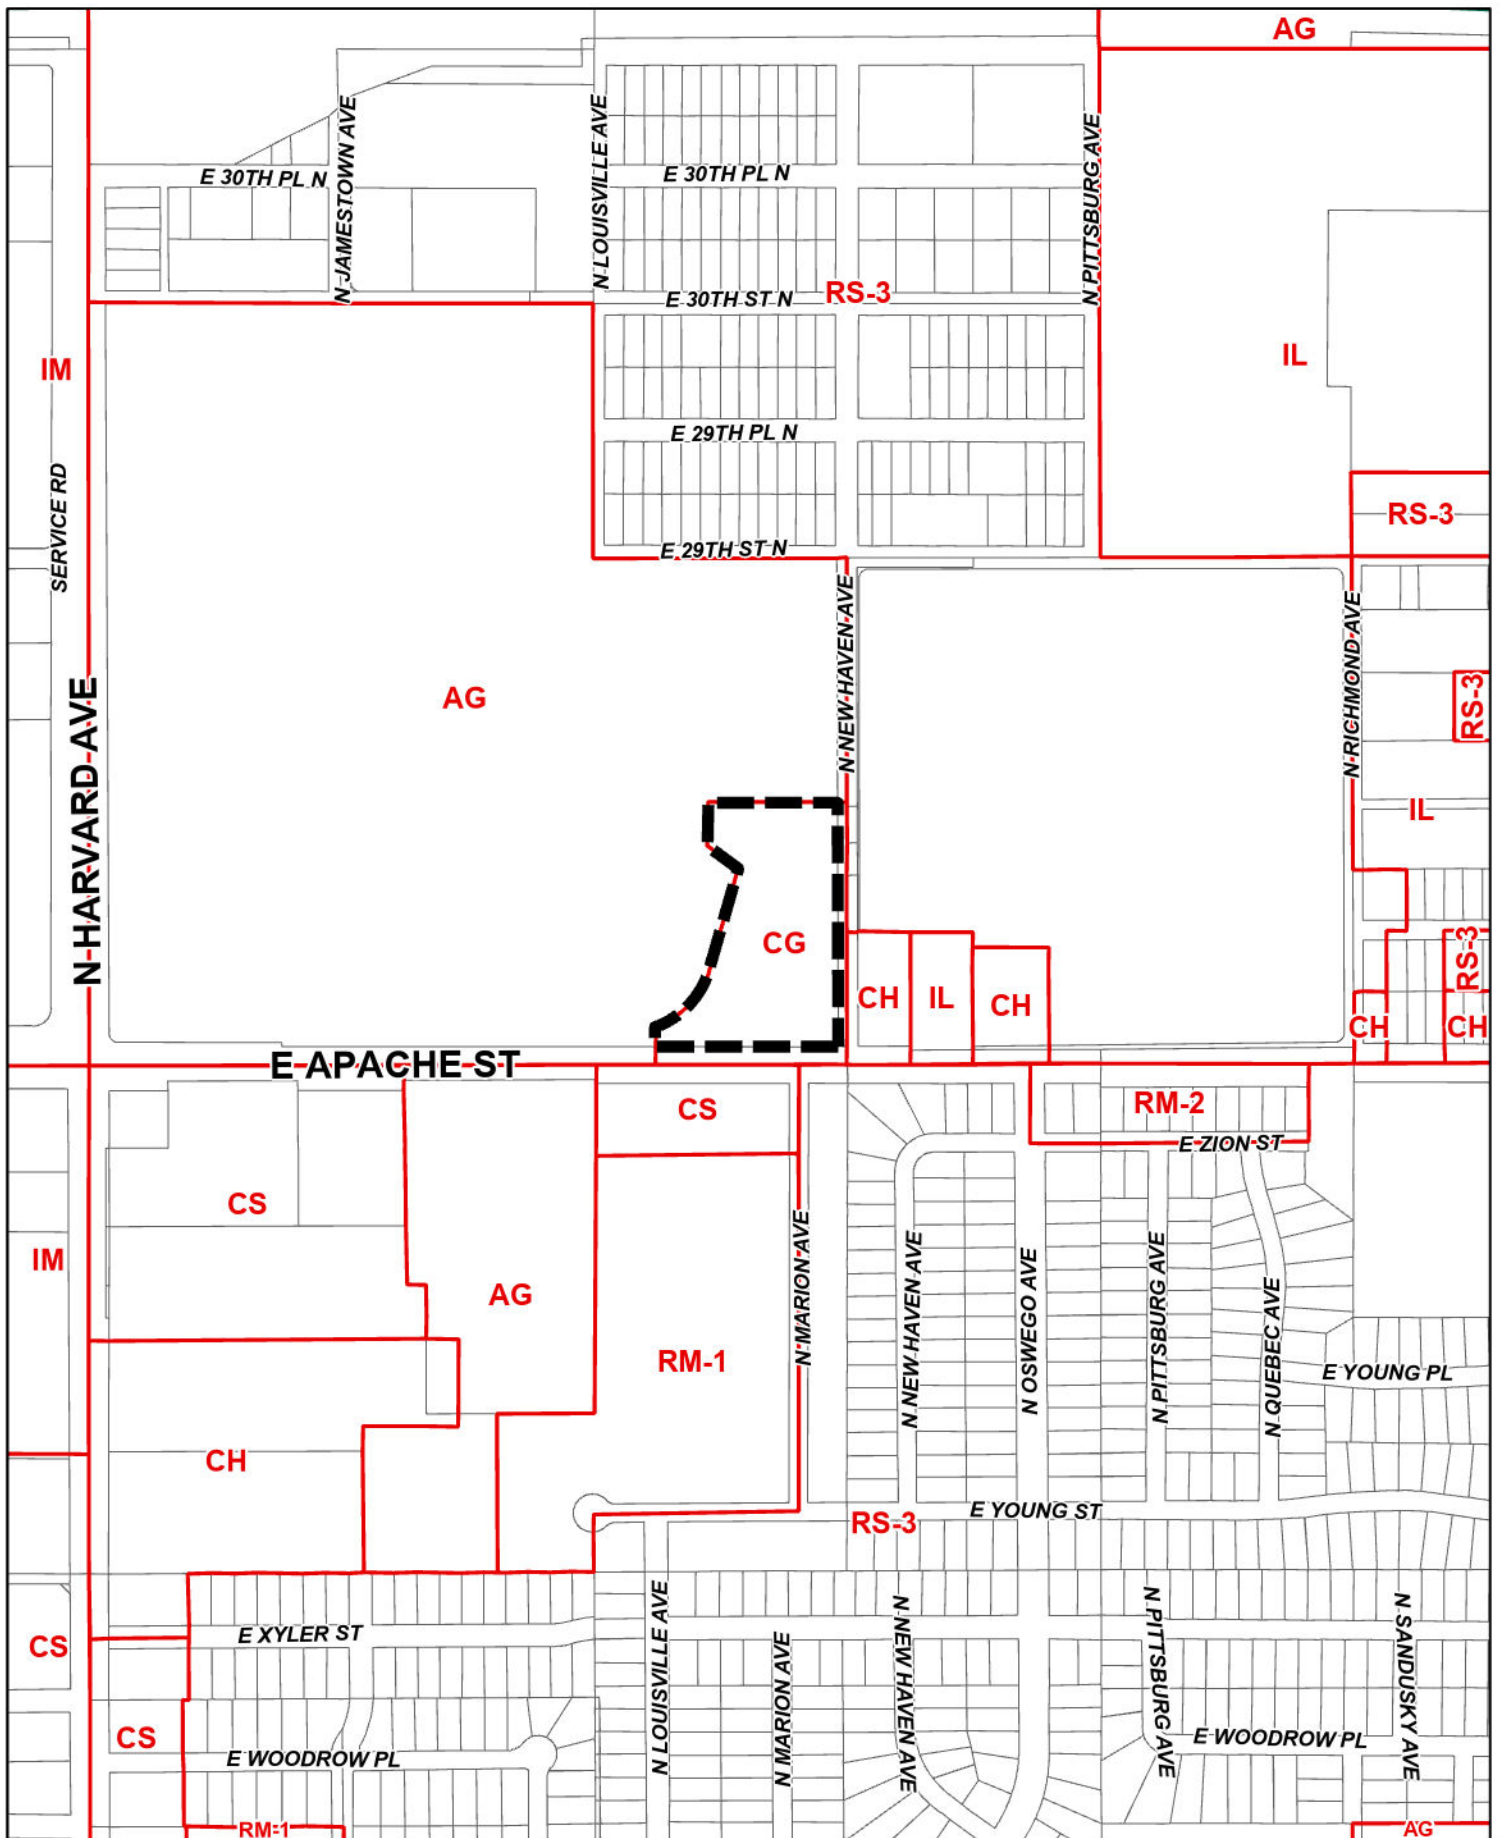 AG
N JAMESTOWN AVE
N LOUISVILLE AVE
N PITTSBURG AVE
E 30TH PL N
E 30TH PL N
RS-3
E 30TH ST N
IM
IL
E 29TH PL N
SERVICE RD
RS-3
E 29TH ST N
N NEW HAVEN AVE
N RICHMOND AVE
AG
RS-3
N HARVARD AVE
IL
CG
RS-3
CH
IL
CH
CH
CH
E APACHE ST
CS
RM-2
E ZION ST
CS
IM
AG
N MARION AVE
N NEW HAVEN AVE
N OSWEGO AVE
N PITTSBURG AVE
N QUEBEC AVE
RM-1
E YOUNG PL
CH
E YOUNG ST
RS-3
N LOUISVILLE AVE
N MARION AVE
N NEW HAVEN AVE
N PITTSBURG AVE
N SANDUSKY AVE
E XYLER ST
CS
CS
E WOODROW PL
E WOODROW PL
RM-1
AG